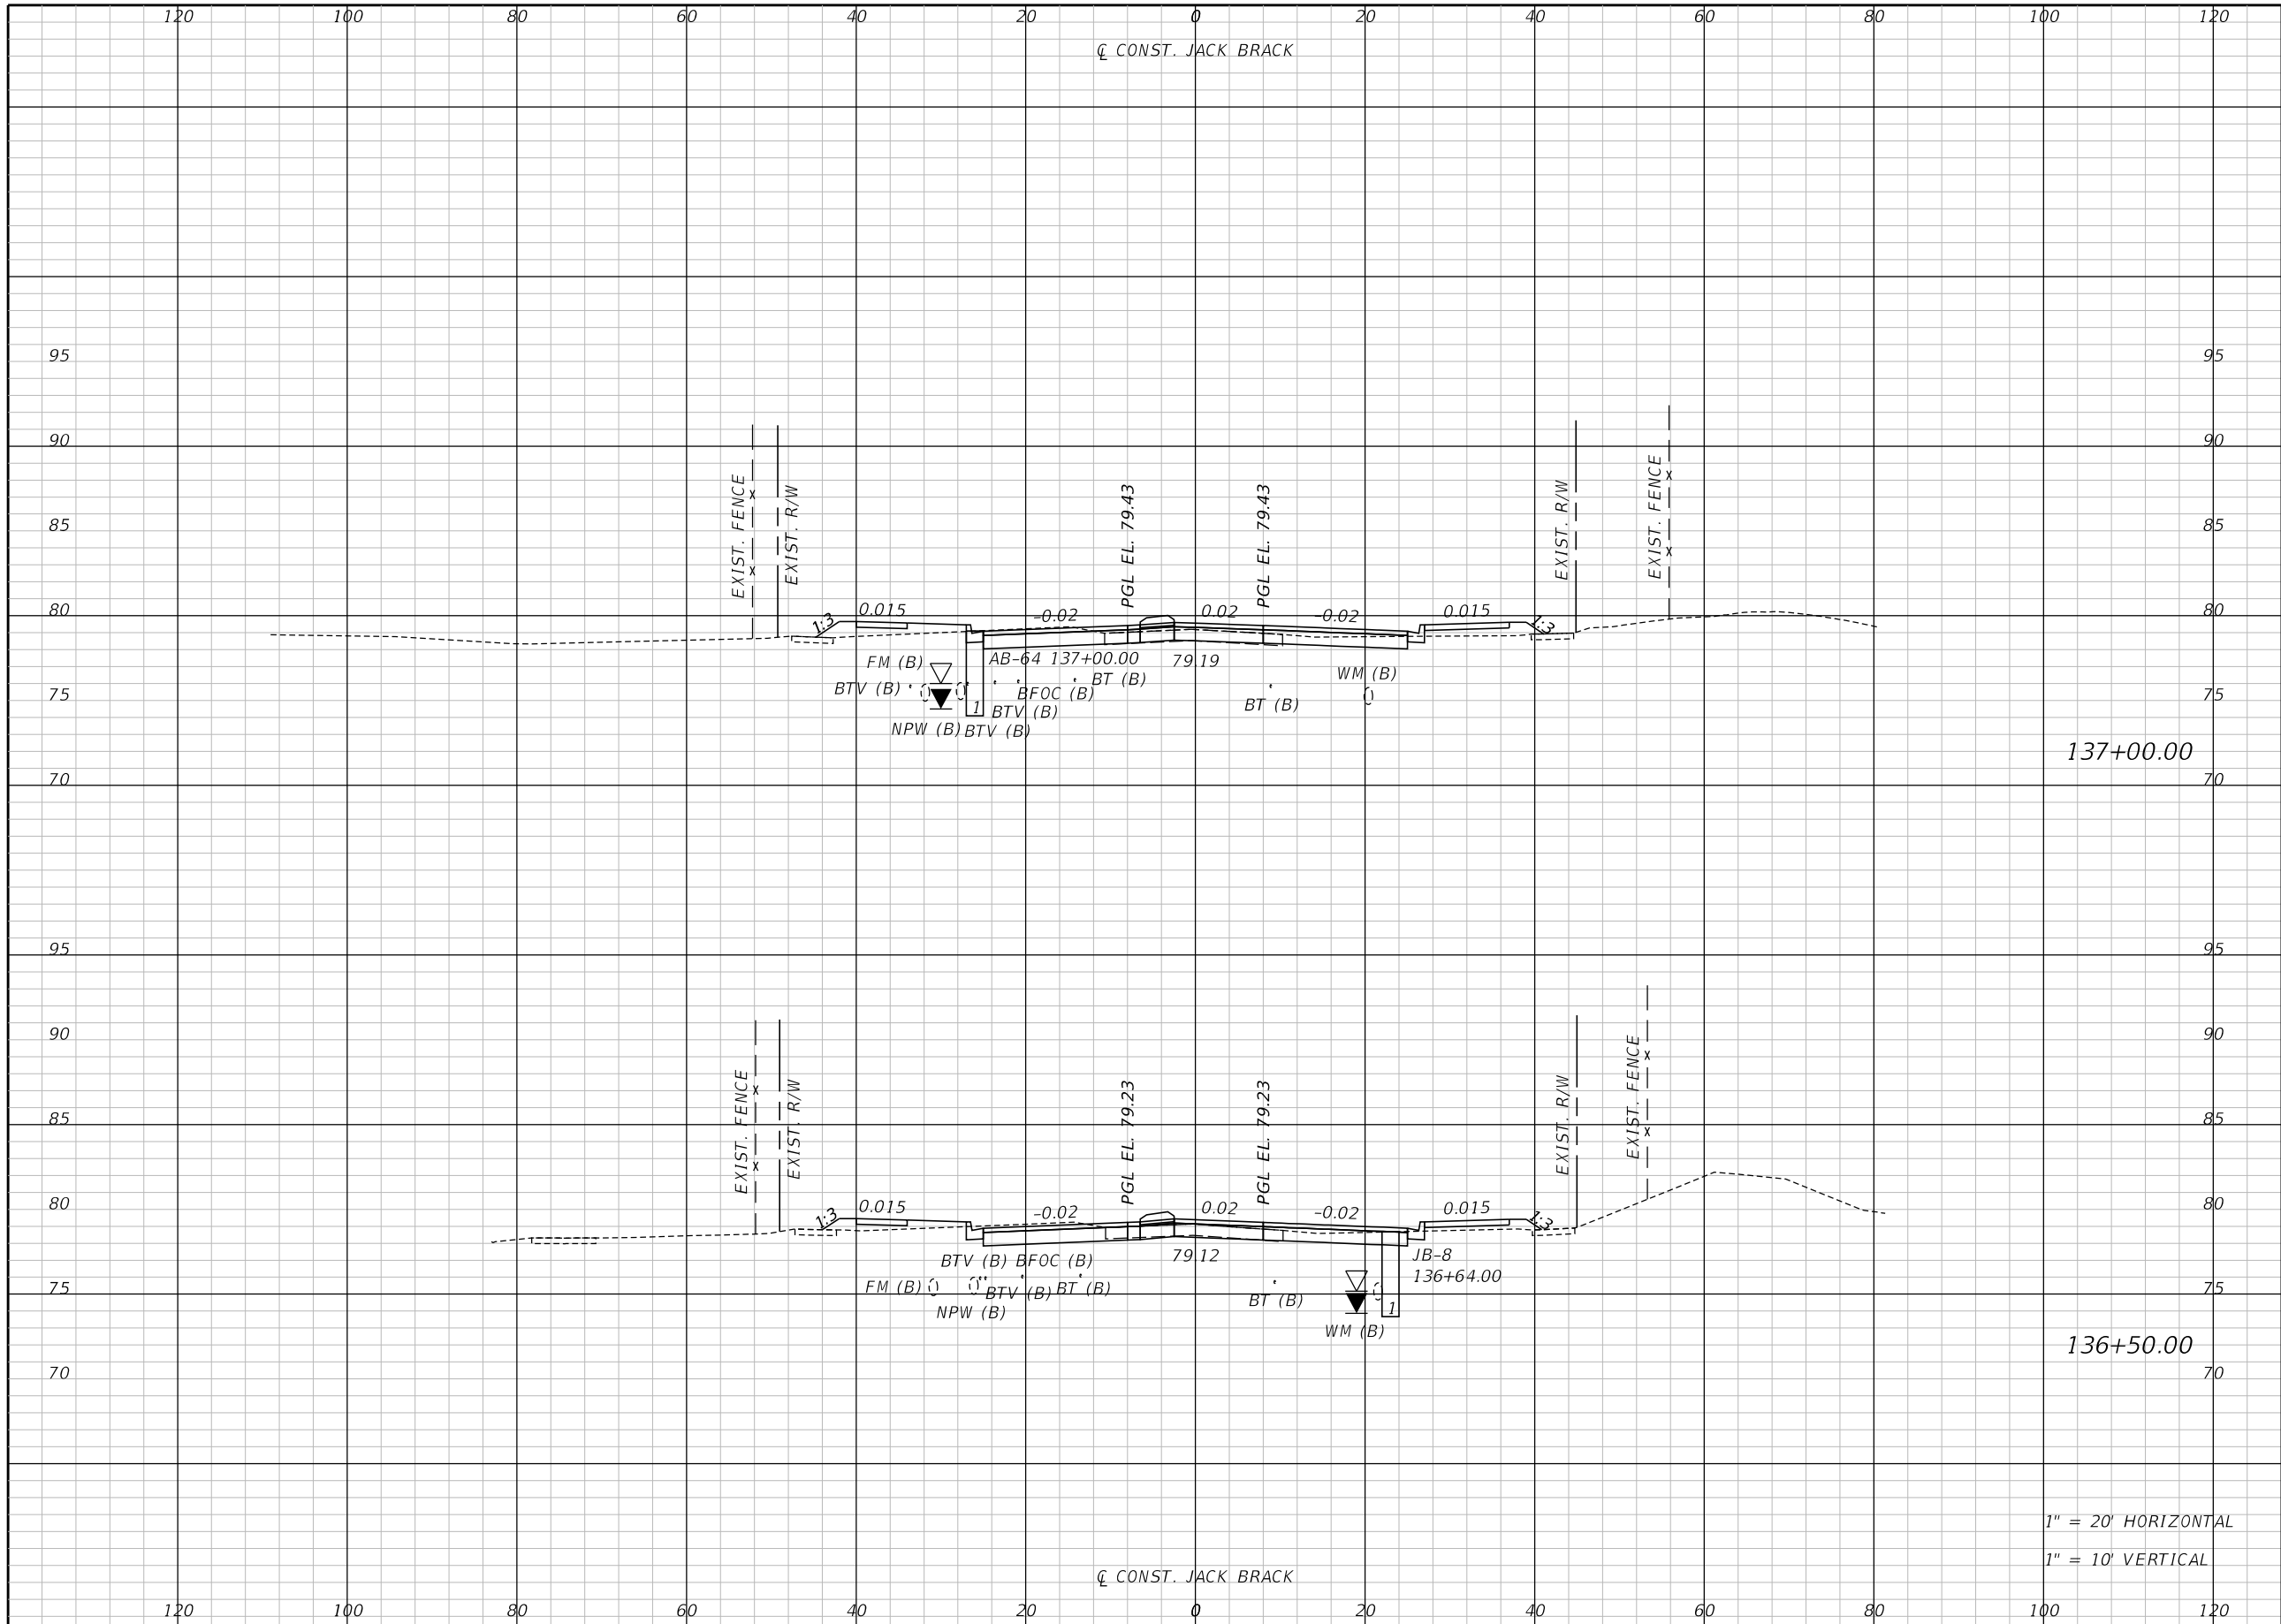 120 100 80 60 40 20 0 20 40 60 80 100 120
℄ CONST. JACK BRACK
95 95
90 90
EXIST. FENCE
EXIST. R/W
PGL EL. 79.43
PGL EL. 79.43
EXIST. R/W
EXIST. FENCE
85 85
80 80
1:3 0.015 -0.02 0.02 -0.02 0.015 1:3
FM (B) AB-64 137+00.00 79.19
BTV (B) BFOC (B) BT (B) WM (B)
75 75
1 BTV (B) BT (B)
NPW (B) BTV (B)
137+00.00
70 70
95 95
90 90
EXIST. FENCE
EXIST. R/W
PGL EL. 79.23
PGL EL. 79.23
EXIST. R/W
EXIST. FENCE
85 85
80 80
1:3 0.015 -0.02 0.02 -0.02 0.015 1:3
BTV (B) BFOC (B) 79.12 JB-8
136+64.00
75 75
FM (B) BTV (B) BT (B) BT (B) 1
NPW (B) WM (B)
136+50.00
70 70
1" = 20' HORIZONTAL
1" = 10' VERTICAL
℄ CONST. JACK BRACK
120 100 80 60 40 20 0 20 40 60 80 100 120